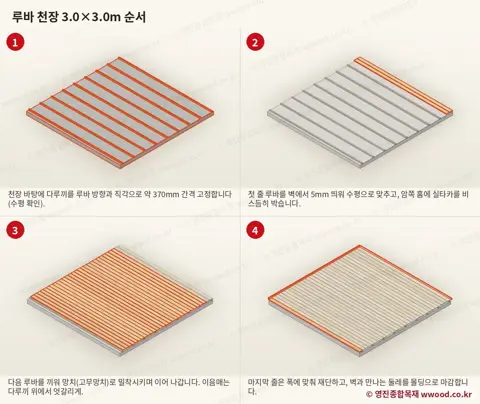 루바 천장 3.0×3.0m 순서
1
2
천장 바탕에 다루끼를 루바 방향과 직각으로 약 370mm 간격 고정합니다
(수평 확인).
첫 줄 루바를 벽에서 5mm 띄워 수평으로 맞추고, 암쪽 홈에 실타카를 비
스듬히 박습니다.
3
4
다음 루바를 끼워 망치(고무망치)로 밀착시키며 이어 나갑니다. 이음매는
다루끼 위에서 엇갈리게.
마지막 줄은 폭에 맞춰 재단하고, 벽과 만나는 둘레를 몰딩으로 마감합니
다.
© 영진종합목재 wwood.co.kr